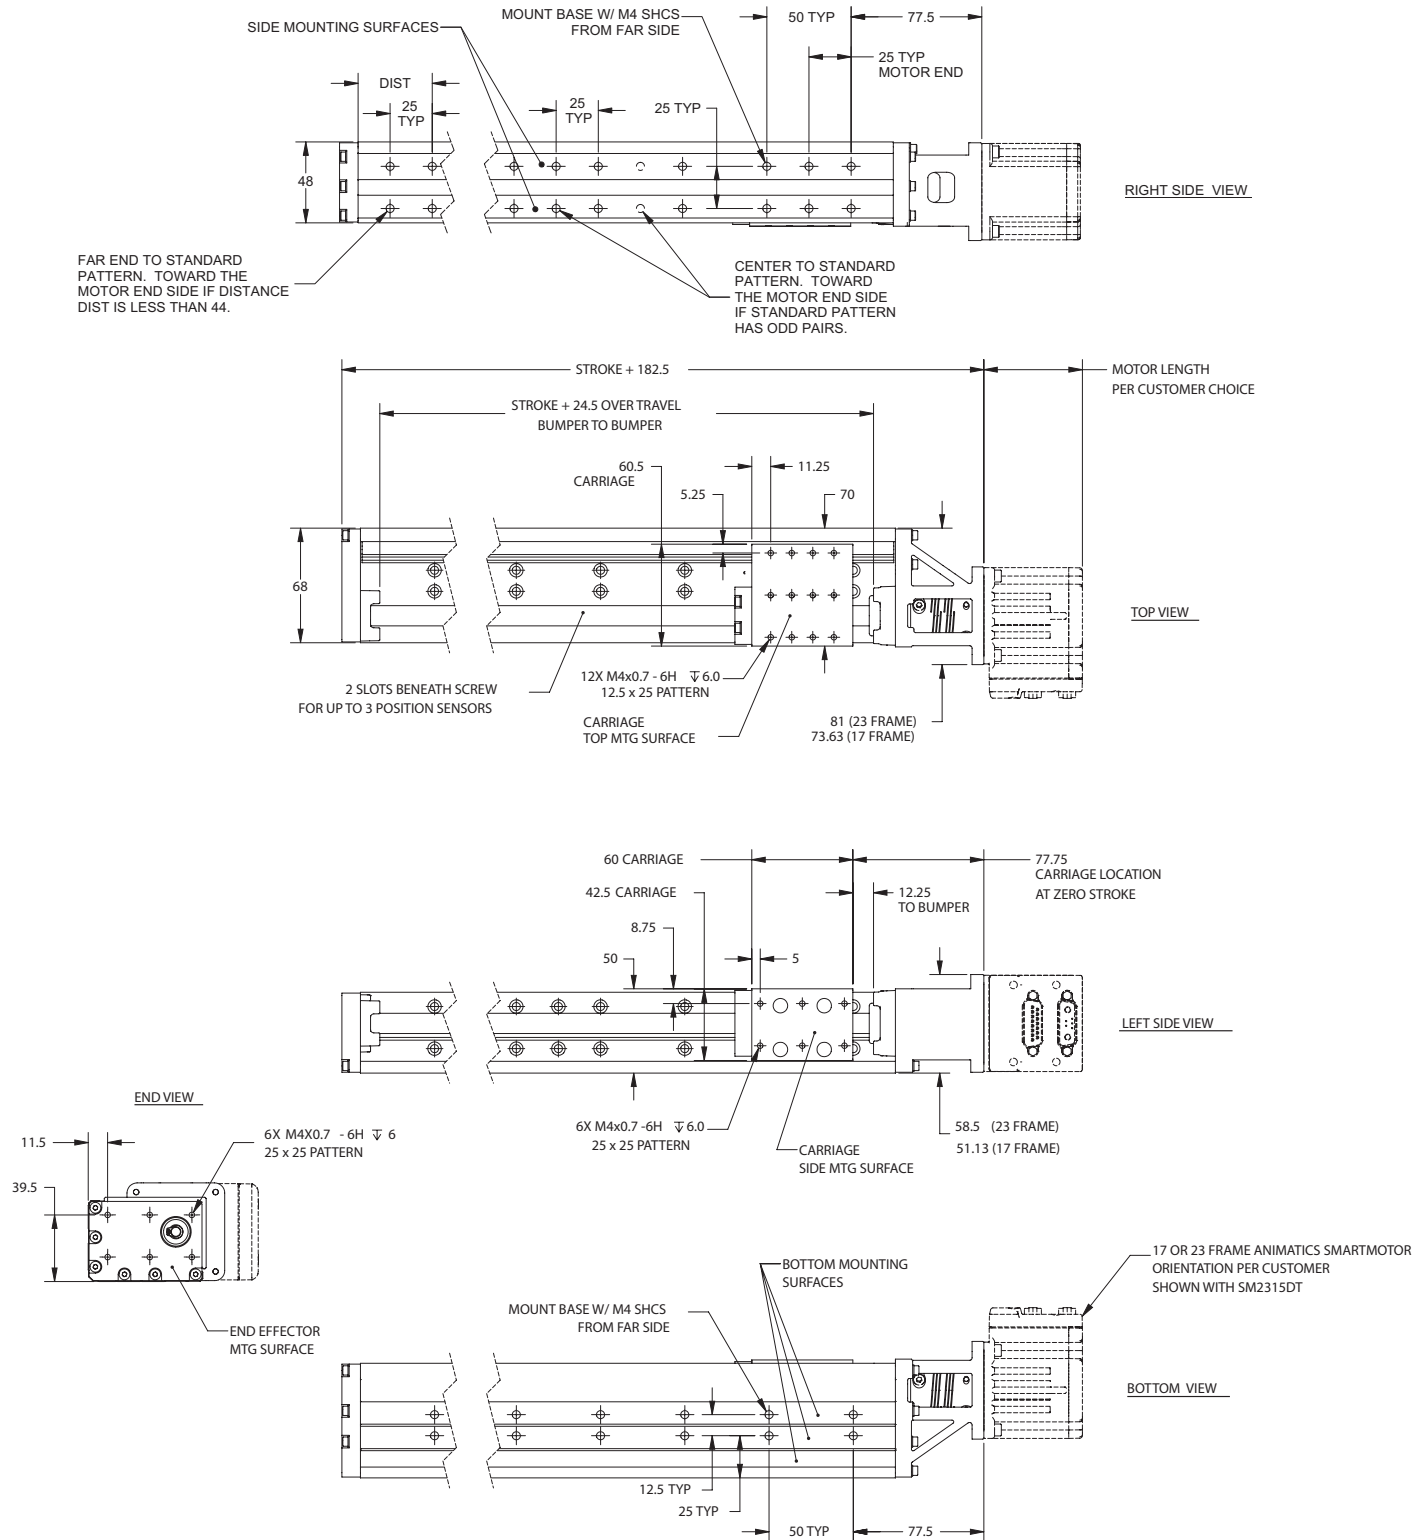 SIDE MOUNTING SURFACES
MOUNT BASE W/ M4 SHCS
FROM FAR SIDE
50 TYP
77.5
25 TYP
MOTOR END
DIST
25
TYP
25
TYP
25 TYP
48
RIGHT SIDE VIEW
FAR END TO STANDARD
PATTERN. TOWARD THE
MOTOR END SIDE IF DISTANCE
DIST IS LESS THAN 44.
CENTER TO STANDARD
PATTERN. TOWARD
THE MOTOR END SIDE
IF STANDARD PATTERN
HAS ODD PAIRS.
STROKE + 182.5
MOTOR LENGTH
PER CUSTOMER CHOICE
STROKE + 24.5 OVER TRAVEL
BUMPER TO BUMPER
60.5
CARRIAGE
11.25
5.25
70
68
TOP VIEW
12X M4x0.7 - 6H ↧ 6.0
12.5 x 25 PATTERN
2 SLOTS BENEATH SCREW
FOR UP TO 3 POSITION SENSORS
CARRIAGE
TOP MTG SURFACE
81 (23 FRAME)
73.63 (17 FRAME)
60 CARRIAGE
77.75
CARRIAGE LOCATION
AT ZERO STROKE
42.5 CARRIAGE
12.25
TO BUMPER
8.75
50
5
LEFT SIDE VIEW
END VIEW
6X M4X0.7 - 6H ↧ 6
25 x 25 PATTERN
11.5
39.5
6X M4x0.7 -6H ↧ 6.0
25 x 25 PATTERN
CARRIAGE
SIDE MTG SURFACE
58.5 (23 FRAME)
51.13 (17 FRAME)
END EFFECTOR
MTG SURFACE
BOTTOM MOUNTING
SURFACES
MOUNT BASE W/ M4 SHCS
FROM FAR SIDE
17 OR 23 FRAME ANIMATICS SMARTMOTOR
ORIENTATION PER CUSTOMER
SHOWN WITH SM2315DT
BOTTOM VIEW
12.5 TYP
25 TYP
50 TYP
77.5